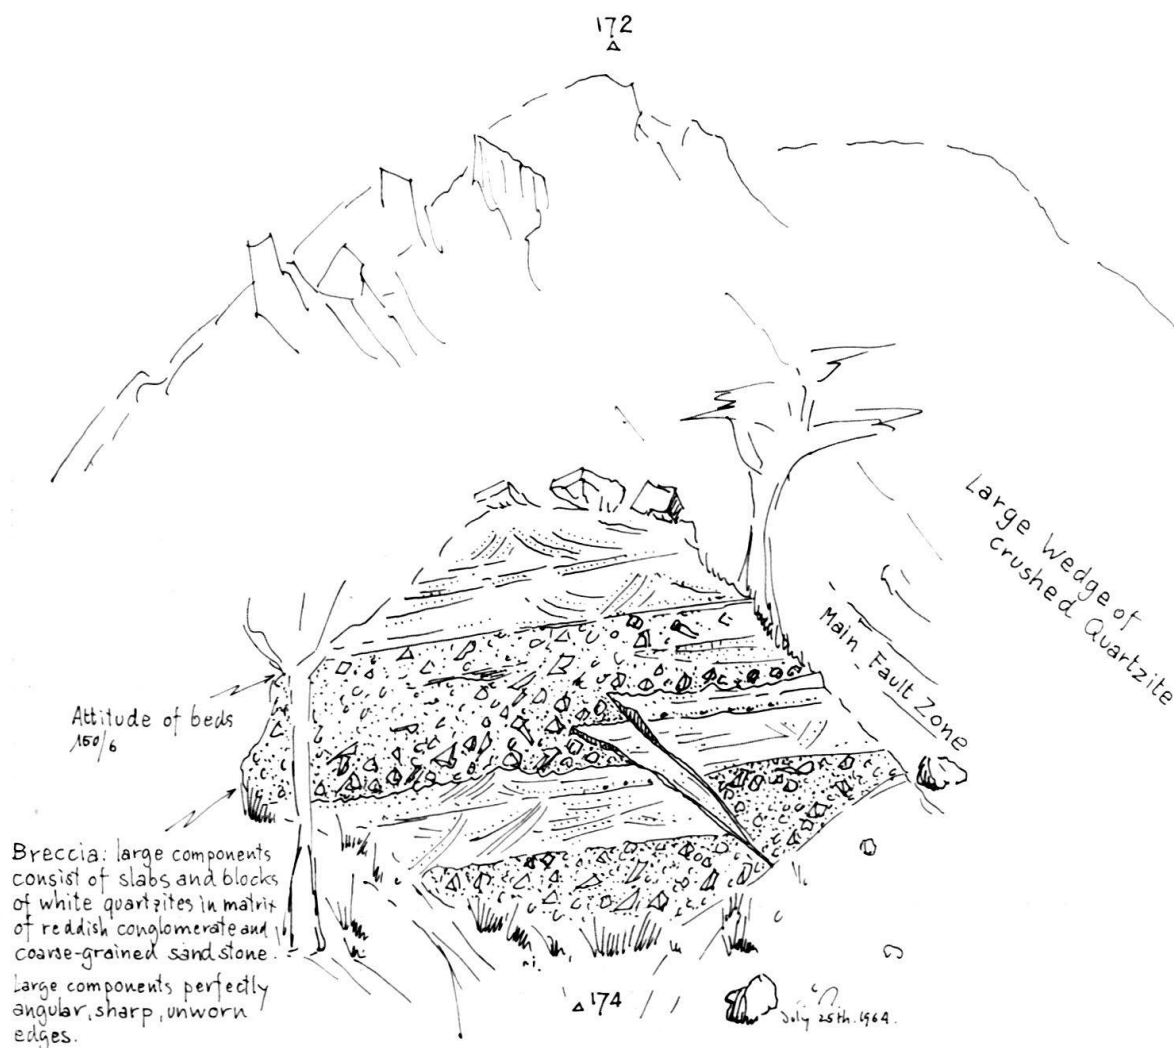 172
Large Wedge of
Crushed Quartzite
Main Fault Zone
Attitude of beds
150/6
Breccia: large components
consist of slabs and blocks
of white quartzites in matrix
of reddish conglomerate and
coarse-grained sandstone.
Large components perfectly
angular, sharp, unworn
edges.
174
July 25th. 1964.